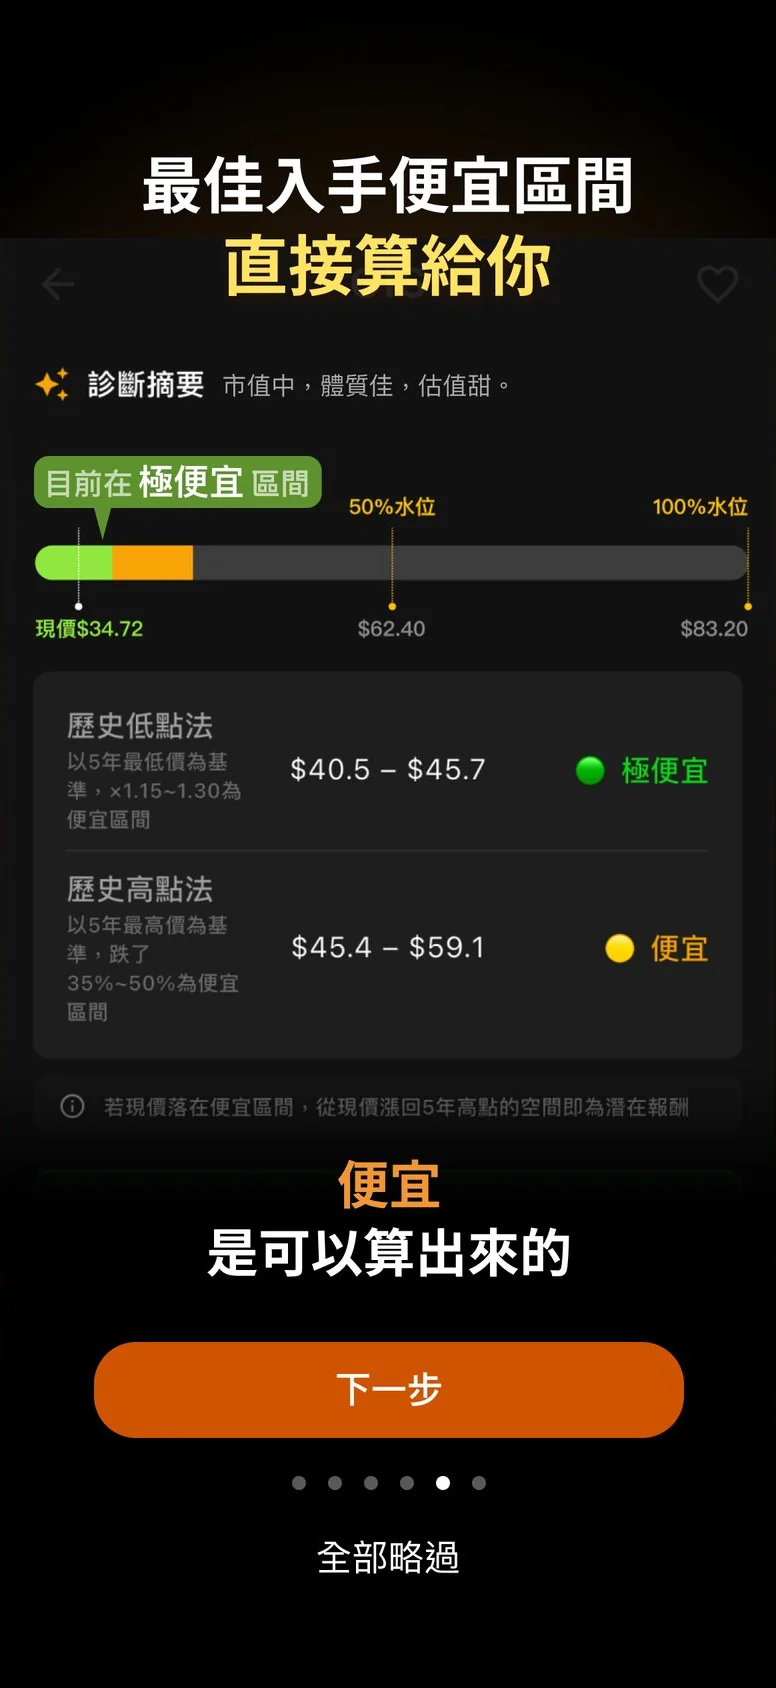 最佳入手便宜區間
直接算給你
診斷摘要 市值中，體質佳，估值甜。
目前在 極便宜 區間
50%水位
100%水位
現價$34.72
$62.40
$83.20
歷史低點法
以5年最低價為基
準，×1.15~1.30為
便宜區間
$40.5 – $45.7
極便宜
歷史高點法
以5年最高價為基
準，跌了
35%~50%為便宜
區間
$45.4 – $59.1
便宜
若現價落在便宜區間，從現價漲回5年高點的空間即為潛在報酬
便宜
是可以算出來的
下一步
全部略過